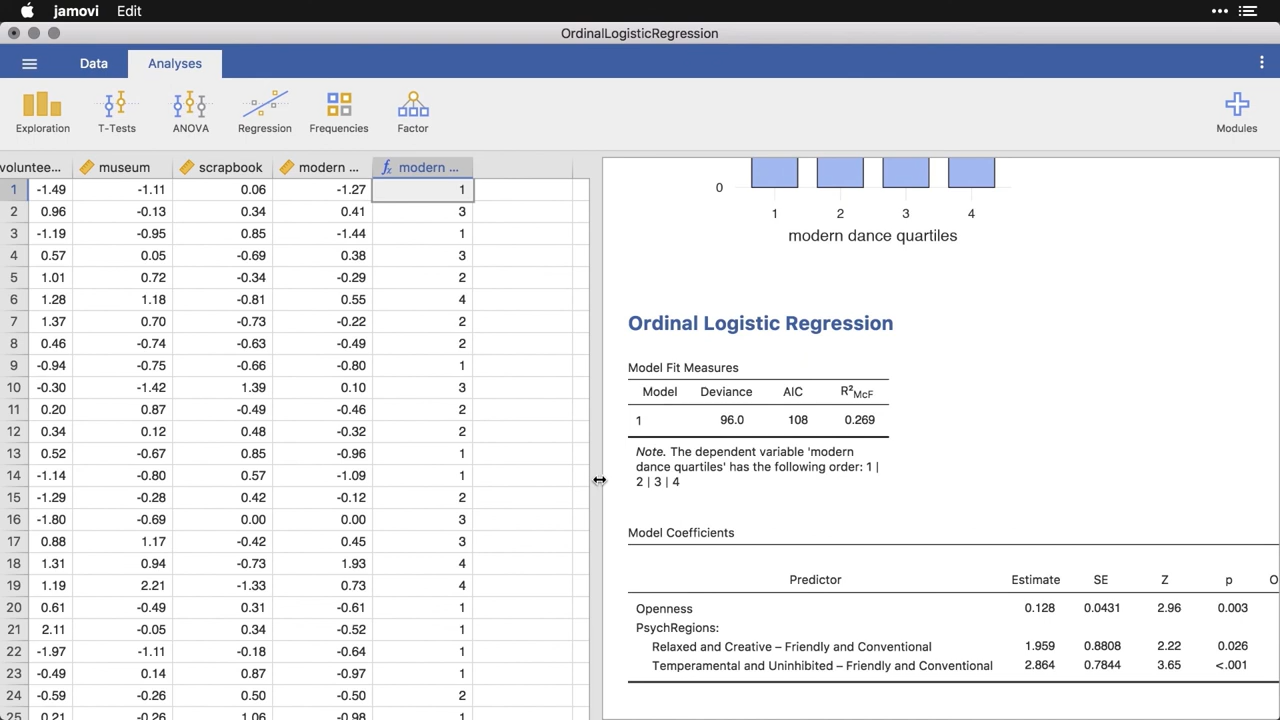 jamovi Edit
OrdinalLogisticRegression
Data Analyses
Exploration T-Tests ANOVA Regression Frequencies Factor Modules
voluntee... museum scrapbook modern ... fx modern ...
1 -1.49 -1.11 0.06 -1.27 1
2 0.96 -0.13 0.34 0.41 3
3 -1.19 -0.95 0.85 -1.44 1
4 0.57 0.05 -0.69 0.38 3
5 1.01 0.72 -0.34 -0.29 2
6 1.28 1.18 -0.81 0.55 4
7 1.37 0.70 -0.73 -0.22 2
8 0.46 -0.74 -0.63 -0.49 2
9 -0.94 -0.75 -0.66 -0.80 1
10 -0.30 -1.42 1.39 0.10 3
11 0.20 0.87 -0.49 -0.46 2
12 0.34 0.12 0.48 -0.32 2
13 0.52 -0.67 0.85 -0.96 1
14 -1.14 -0.80 0.57 -1.09 1
15 -1.29 -0.28 0.42 -0.12 2
16 -1.80 -0.69 0.00 0.00 3
17 0.88 1.17 -0.42 0.45 3
18 1.31 0.94 -0.73 1.93 4
19 1.19 2.21 -1.33 0.73 4
20 0.61 -0.49 0.31 -0.61 1
21 2.11 -0.05 0.34 -0.52 1
22 -1.97 -1.11 -0.18 -0.64 1
23 -0.49 0.14 0.87 -0.97 1
24 -0.59 -0.26 0.50 -0.50 2
25 0.21 -0.26 1.06 -0.98 1
0
1 2 3 4
modern dance quartiles
Ordinal Logistic Regression
Model Fit Measures
Model Deviance AIC R²McF
1 96.0 108 0.269
Note. The dependent variable 'modern
dance quartiles' has the following order: 1 |
2 | 3 | 4
Model Coefficients
Predictor Estimate SE Z p O
Openness 0.128 0.0431 2.96 0.003
PsychRegions:
Relaxed and Creative – Friendly and Conventional 1.959 0.8808 2.22 0.026
Temperamental and Uninhibited – Friendly and Conventional 2.864 0.7844 3.65 <.001